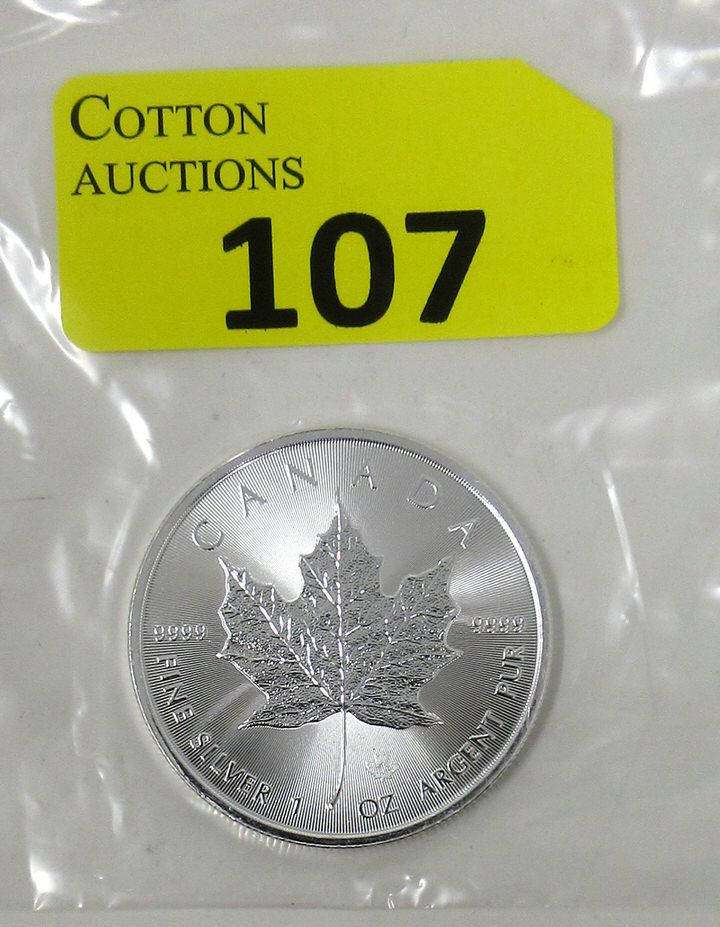 COTTON
AUCTIONS
107
CANADA
9999
9999
FINE SILVER 1 OZ ARGENT PUR